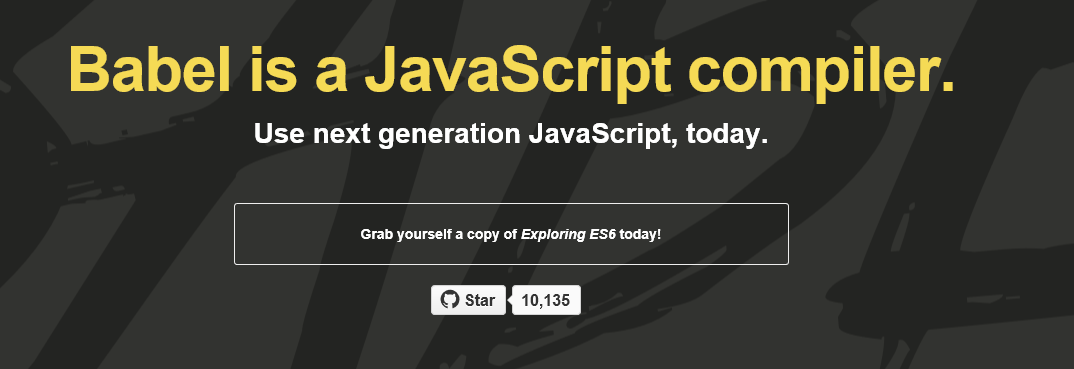 Babel is a JavaScript compiler.
Use next generation JavaScript, today.
Grab yourself a copy of Exploring ES6 today!
Star 10,135